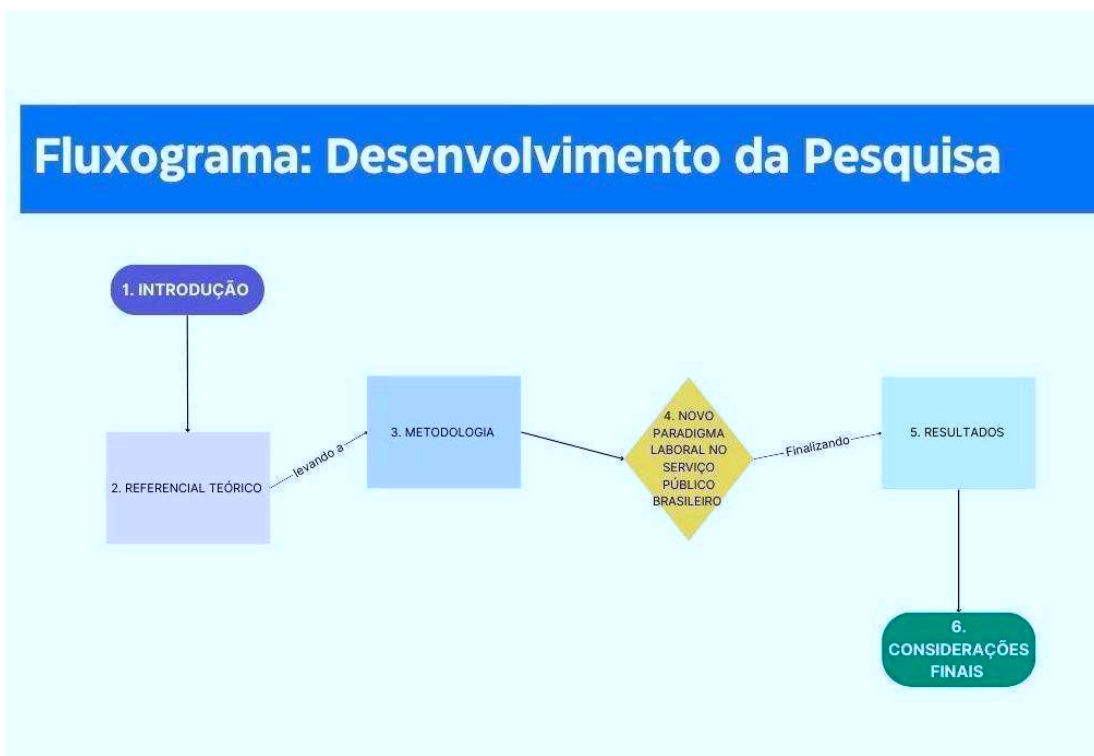 Fluxograma: Desenvolvimento da Pesquisa
1. INTRODUÇÃO
2. REFERENCIAL TEÓRICO
levando a
3. METODOLOGIA
4. NOVO
PARADIGMA
LABORAL NO
SERVIÇO
PÚBLICO
BRASILEIRO
Finalizando
5. RESULTADOS
6.
CONSIDERAÇÕES
FINAIS